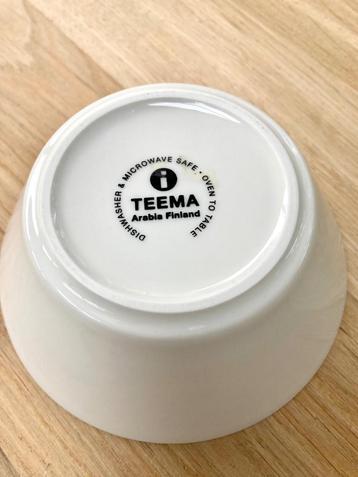 DISHWASHER & MICROWAVE SAFE • OVEN TO TABLE
i
TEEMA
Arabia Finland